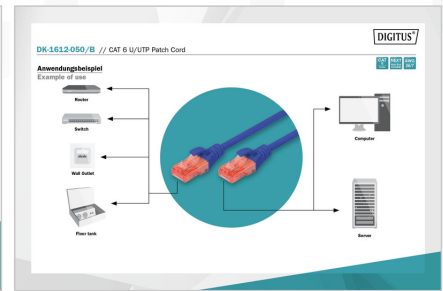 DIGITUS®
DK-1612-050/B // CAT 6 U/UTP Patch Cord
Anwendungsbeispiel
Example of use
CAT 6
NEXT
AWG 26/7
Router
Switch
Wall Outlet
Floor tank
Computer
Server